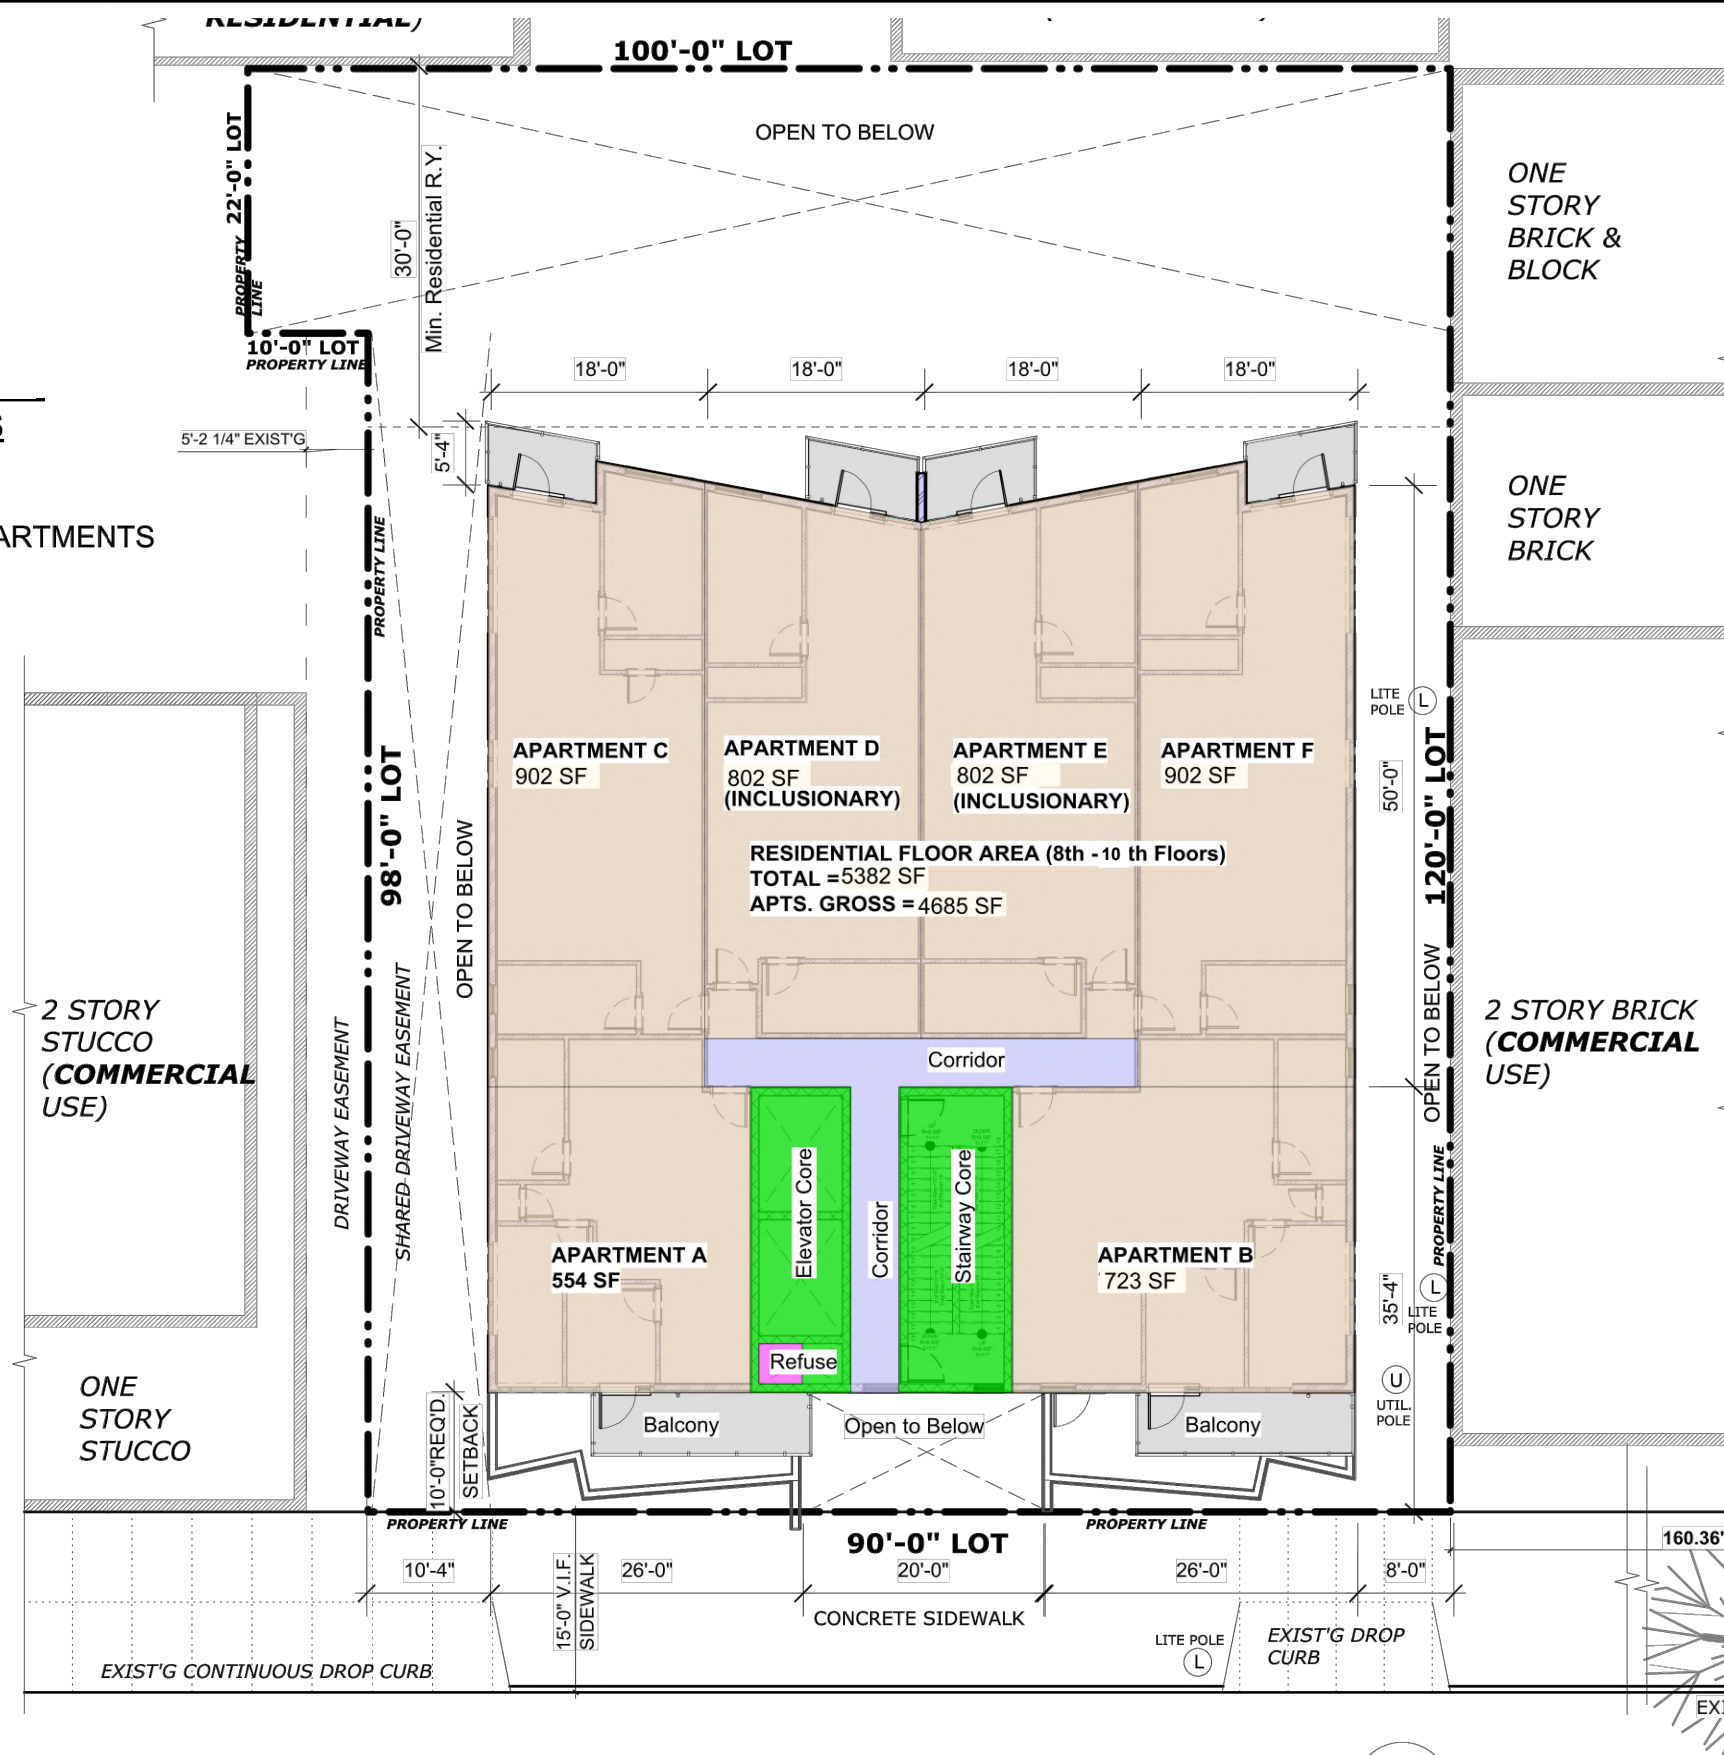 RESIDENTIAL)
100'-0" LOT
OPEN TO BELOW
22'-0" LOT
PROPERTY
LINE
30'-0"
Min. Residential R.Y.
10'-0" LOT
PROPERTY LINE
ONE
STORY
BRICK &
BLOCK
18'-0"
18'-0"
18'-0"
18'-0"
5'-2 1/4" EXIST'G
5'-4"
ARTMENTS
PROPERTY LINE
ONE
STORY
BRICK
LITE
POLE
L
APARTMENT C
902 SF
APARTMENT D
802 SF
(INCLUSIONARY)
APARTMENT E
802 SF
(INCLUSIONARY)
APARTMENT F
902 SF
RESIDENTIAL FLOOR AREA (8th -10 th Floors)
TOTAL =5382 SF
APTS. GROSS =4685 SF
98'-0" LOT
OPEN TO BELOW
50'-0"
120'-0" LOT
OPEN TO BELOW
2 STORY
STUCCO
(COMMERCIAL
USE)
DRIVEWAY EASEMENT
SHARED DRIVEWAY EASEMENT
2 STORY BRICK
(COMMERCIAL
USE)
Corridor
Elevator Core
Corridor
Stairway Core
UP
DOWN
PROPERTY LINE
APARTMENT A
554 SF
APARTMENT B
723 SF
35'-4"
L
LITE
POLE
Refuse
U
UTIL.
POLE
ONE
STORY
STUCCO
10'-0"REQ'D.
SETBACK
Balcony
Open to Below
Balcony
PROPERTY LINE
90'-0" LOT
PROPERTY LINE
160.36'
10'-4"
26'-0"
20'-0"
26'-0"
8'-0"
15'-0" V.I.F.
SIDEWALK
CONCRETE SIDEWALK
LITE POLE
L
EXIST'G DROP
CURB
EXIST'G CONTINUOUS DROP CURB
EXI